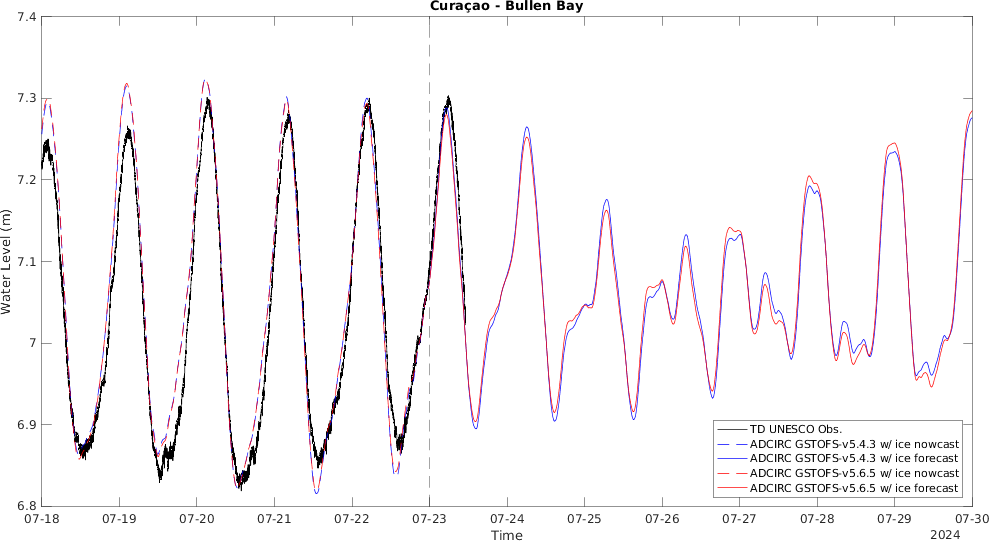 Curaçao - Bullen Bay
7.4
7.3
7.2
7.1
7
6.9
6.8
Water Level (m)
TD UNESCO Obs.
ADCIRC GSTOFS-v5.4.3 w/ ice nowcast
ADCIRC GSTOFS-v5.4.3 w/ ice forecast
ADCIRC GSTOFS-v5.6.5 w/ ice nowcast
ADCIRC GSTOFS-v5.6.5 w/ ice forecast
07-18 07-19 07-20 07-21 07-22 07-23 07-24 07-25 07-26 07-27 07-28 07-29 07-30
Time
2024